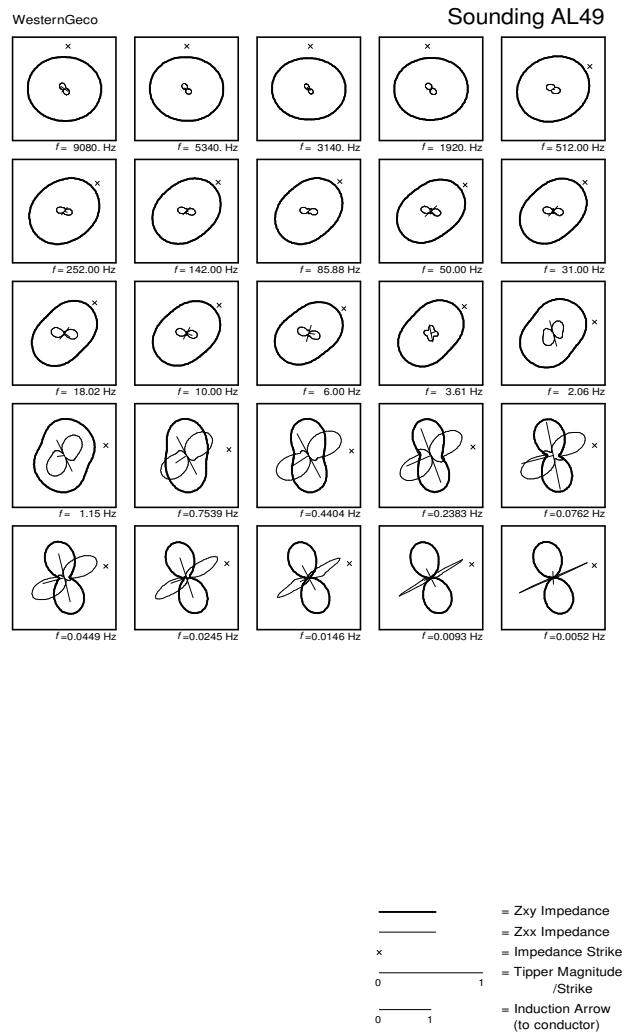 WesternGeco Sounding AL49
f = 9080. Hz f = 5340. Hz f = 3140. Hz f = 1920. Hz f = 512.00 Hz
f = 252.00 Hz f = 142.00 Hz f = 85.88 Hz f = 50.00 Hz f = 31.00 Hz
f = 18.02 Hz f = 10.00 Hz f = 6.00 Hz f = 3.61 Hz f = 2.06 Hz
f = 1.15 Hz f =0.7539 Hz f =0.4404 Hz f =0.2383 Hz f =0.0762 Hz
f =0.0449 Hz f =0.0245 Hz f =0.0146 Hz f =0.0093 Hz f =0.0052 Hz
= Zxy Impedance
= Zxx Impedance
× = Impedance Strike
= Tipper Magnitude
0 1 /Strike
= Induction Arrow
0 1 (to conductor)